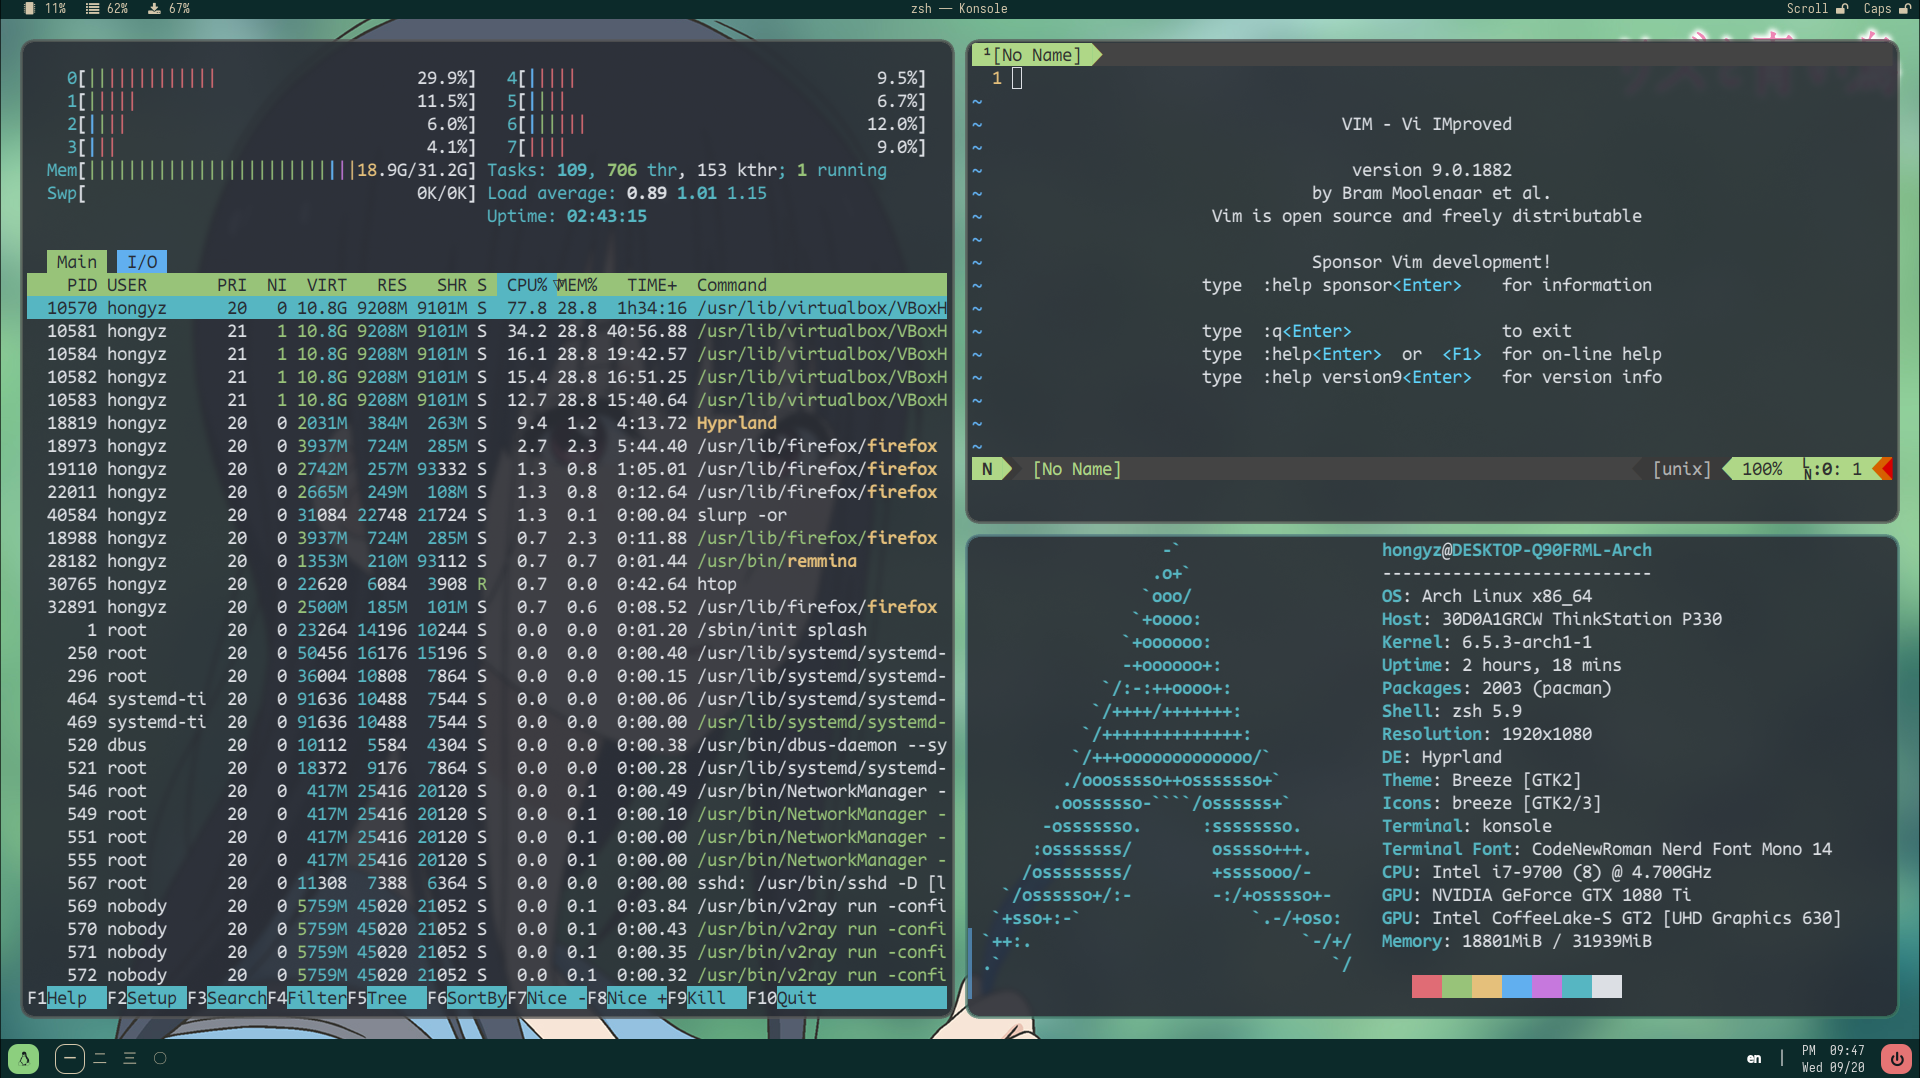 11% 62% 67%
zsh — Konsole
Scroll Caps
0[||||||||||||| 29.9%] 4[||||| 9.5%]
1[||||| 11.5%] 5[|||| 6.7%]
2[|||| 6.0%] 6[|||||| 12.0%]
3[||| 4.1%] 7[|||| 9.0%]
Mem[|||||||||||||||||||||||||||18.9G/31.2G] Tasks: 109, 706 thr, 153 kthr; 1 running
Swp[ 0K/0K] Load average: 0.89 1.01 1.15
Uptime: 02:43:15
Main I/O
PID USER PRI NI VIRT RES SHR S CPU%▽MEM% TIME+ Command
10570 hongyz 20 0 10.8G 9208M 9101M S 77.8 28.8 1h34:16 /usr/lib/virtualbox/VBoxH
10581 hongyz 21 1 10.8G 9208M 9101M S 34.2 28.8 40:56.88 /usr/lib/virtualbox/VBoxH
10584 hongyz 21 1 10.8G 9208M 9101M S 16.1 28.8 19:42.57 /usr/lib/virtualbox/VBoxH
10582 hongyz 21 1 10.8G 9208M 9101M S 15.4 28.8 16:51.25 /usr/lib/virtualbox/VBoxH
10583 hongyz 21 1 10.8G 9208M 9101M S 12.7 28.8 15:40.64 /usr/lib/virtualbox/VBoxH
18819 hongyz 20 0 2031M 384M 263M S 9.4 1.2 4:13.72 Hyprland
18973 hongyz 20 0 3937M 724M 285M S 2.7 2.3 5:44.40 /usr/lib/firefox/firefox
19110 hongyz 20 0 2742M 257M 93332 S 1.3 0.8 1:05.01 /usr/lib/firefox/firefox
22011 hongyz 20 0 2665M 249M 108M S 1.3 0.8 0:12.64 /usr/lib/firefox/firefox
40584 hongyz 20 0 31084 22748 21724 S 1.3 0.1 0:00.04 slurp -or
18988 hongyz 20 0 3937M 724M 285M S 0.7 2.3 0:11.88 /usr/lib/firefox/firefox
28182 hongyz 20 0 1353M 210M 93112 S 0.7 0.7 0:01.44 /usr/bin/remmina
30765 hongyz 20 0 22620 6084 3908 R 0.7 0.0 0:42.64 htop
32891 hongyz 20 0 2500M 185M 101M S 0.7 0.6 0:08.52 /usr/lib/firefox/firefox
1 root 20 0 23264 14196 10244 S 0.0 0.0 0:01.20 /sbin/init splash
250 root 20 0 50456 16176 15196 S 0.0 0.0 0:00.40 /usr/lib/systemd/systemd-
296 root 20 0 36004 10808 7864 S 0.0 0.0 0:00.15 /usr/lib/systemd/systemd-
464 systemd-ti 20 0 91636 10488 7544 S 0.0 0.0 0:00.06 /usr/lib/systemd/systemd-
469 systemd-ti 20 0 91636 10488 7544 S 0.0 0.0 0:00.00 /usr/lib/systemd/systemd-
520 dbus 20 0 10112 5584 4304 S 0.0 0.0 0:00.38 /usr/bin/dbus-daemon --sy
521 root 20 0 18372 9176 7864 S 0.0 0.0 0:00.28 /usr/lib/systemd/systemd-
546 root 20 0 417M 25416 20120 S 0.0 0.1 0:00.49 /usr/bin/NetworkManager -
549 root 20 0 417M 25416 20120 S 0.0 0.1 0:00.10 /usr/bin/NetworkManager -
551 root 20 0 417M 25416 20120 S 0.0 0.1 0:00.00 /usr/bin/NetworkManager -
555 root 20 0 417M 25416 20120 S 0.0 0.1 0:00.00 /usr/bin/NetworkManager -
567 root 20 0 11308 7388 6364 S 0.0 0.0 0:00.00 sshd: /usr/bin/sshd -D [l
569 nobody 20 0 5759M 45020 21052 S 0.0 0.1 0:03.84 /usr/bin/v2ray run -confi
570 nobody 20 0 5759M 45020 21052 S 0.0 0.1 0:00.43 /usr/bin/v2ray run -confi
571 nobody 20 0 5759M 45020 21052 S 0.0 0.1 0:00.35 /usr/bin/v2ray run -confi
572 nobody 20 0 5759M 45020 21052 S 0.0 0.1 0:00.32 /usr/bin/v2ray run -confi
F1Help F2Setup F3SearchF4FilterF5Tree F6SortByF7Nice -F8Nice +F9Kill F10Quit
¹[No Name]
1
~
~ VIM - Vi IMproved
~
~ version 9.0.1882
~ by Bram Moolenaar et al.
~ Vim is open source and freely distributable
~
~ Sponsor Vim development!
~ type :help sponsor<Enter> for information
~
~ type :q<Enter> to exit
~ type :help<Enter> or <F1> for on-line help
~ type :help version9<Enter> for version info
~
~
~
N [No Name] [unix] 100% ␤:0: 1
-`
.o+`
`ooo/
`+oooo:
`+oooooo:
-+oooooo+:
`/:-:++oooo+:
`/++++/+++++++:
`/++++++++++++++:
`/+++ooooooooooooo/`
./ooosssso++osssssso+`
.oossssso-````/ossssss+`
-osssssso. :ssssssso.
:osssssss/ osssso+++.
/ossssssss/ +ssssooo/-
`/ossssso+/:- -:/+osssso+-
`+sso+:-` `.-/+oso:
`++:. `-/+/
.` `/
hongyz@DESKTOP-Q90FRML-Arch
---------------------------
OS: Arch Linux x86_64
Host: 30D0A1GRCW ThinkStation P330
Kernel: 6.5.3-arch1-1
Uptime: 2 hours, 18 mins
Packages: 2003 (pacman)
Shell: zsh 5.9
Resolution: 1920x1080
DE: Hyprland
Theme: Breeze [GTK2]
Icons: breeze [GTK2/3]
Terminal: konsole
Terminal Font: CodeNewRoman Nerd Font Mono 14
CPU: Intel i7-9700 (8) @ 4.700GHz
GPU: NVIDIA GeForce GTX 1080 Ti
GPU: Intel CoffeeLake-S GT2 [UHD Graphics 630]
Memory: 18801MiB / 31939MiB
一 二 三
en | PM 09:47
Wed 09/20